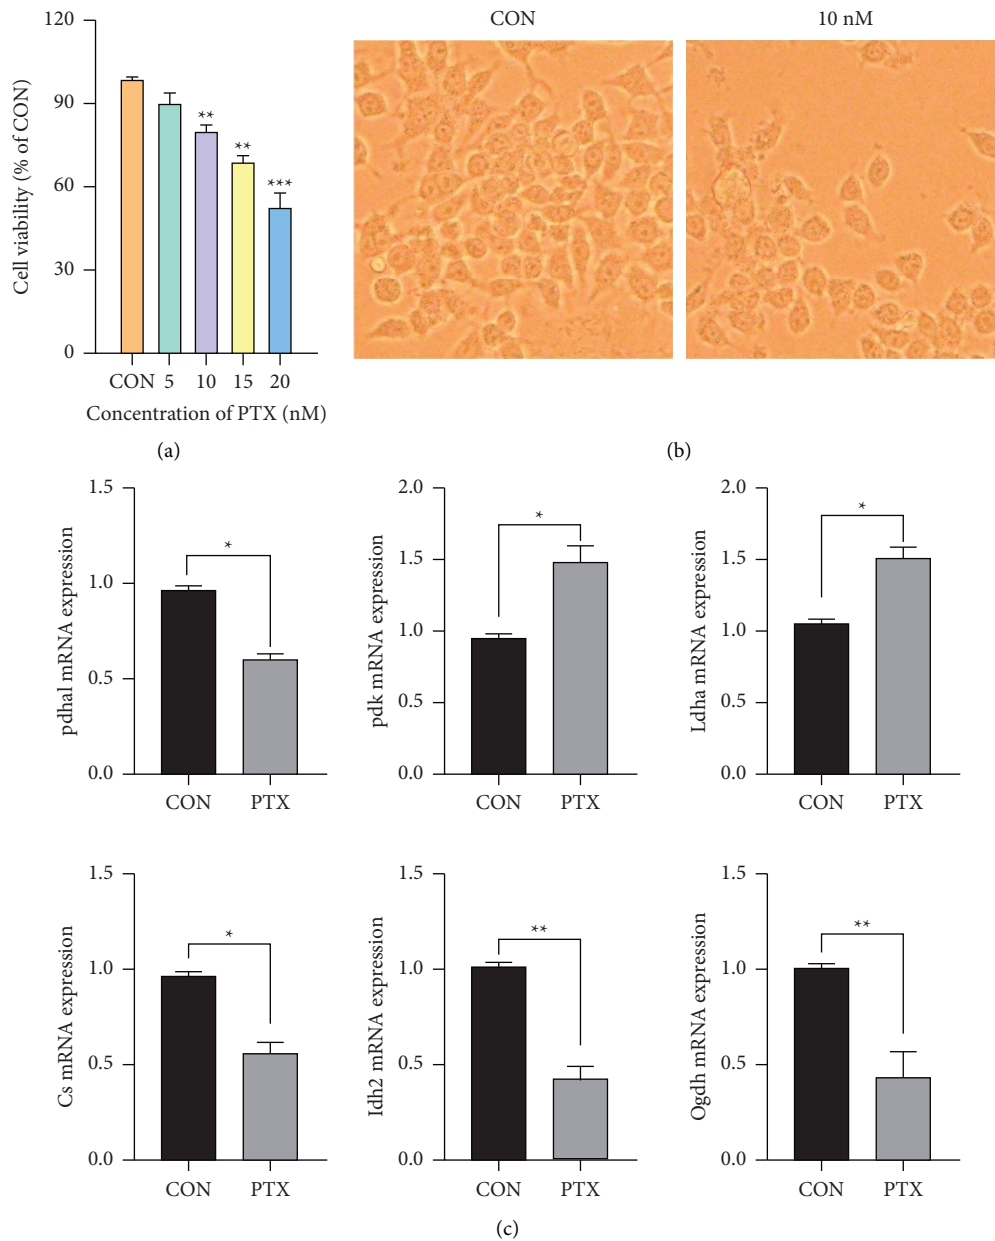 120
90
60
30
0
Cell viability (% of CON)
**
**
***
CON 5 10 15 20
Concentration of PTX (nM)
(a)
CON
10 nM
(b)
1.5
1.0
0.5
0.0
pdhal mRNA expression
*
CON PTX
2.0
1.5
1.0
0.5
0.0
pdk mRNA expression
*
CON PTX
2.0
1.5
1.0
0.5
0.0
Ldha mRNA expression
*
CON PTX
1.5
1.0
0.5
0.0
Cs mRNA expression
*
CON PTX
1.5
1.0
0.5
0.0
Idh2 mRNA expression
**
CON PTX
1.5
1.0
0.5
0.0
Ogdh mRNA expression
**
CON PTX
(c)